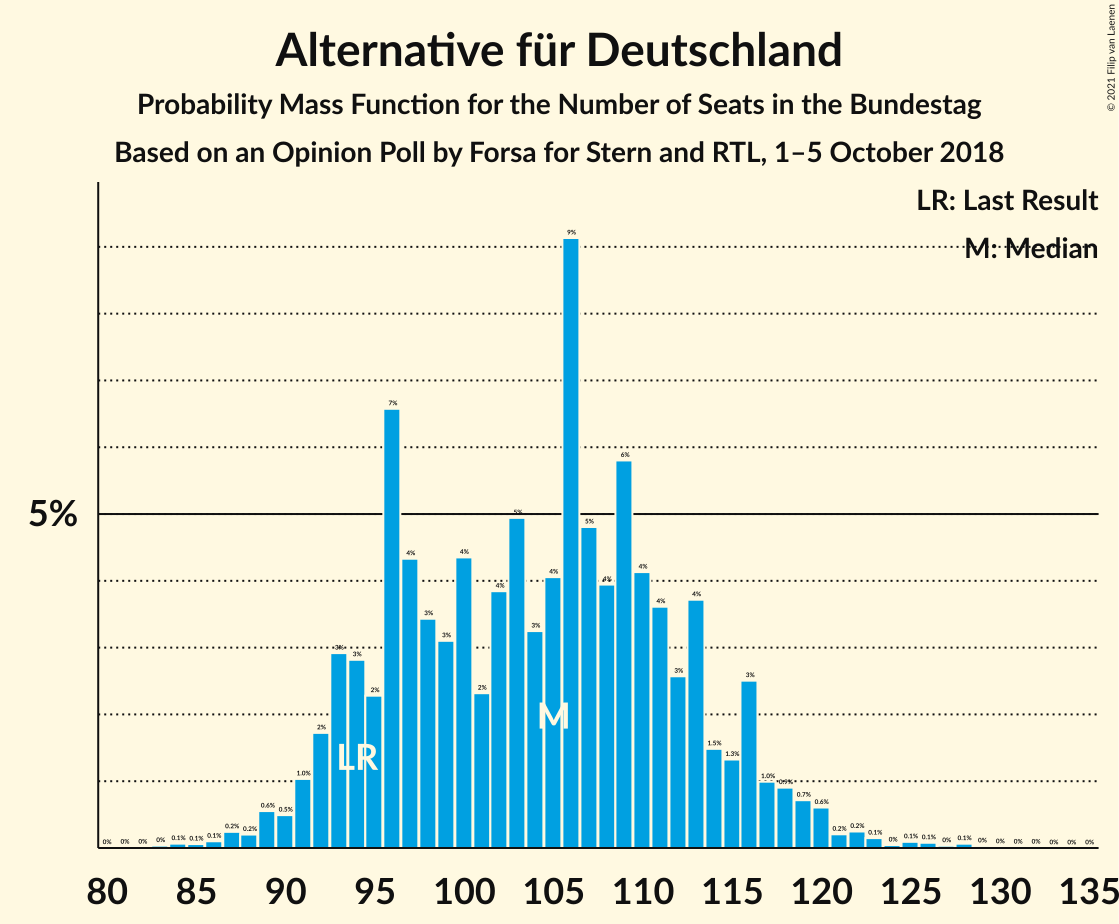 Alternative für Deutschland
Probability Mass Function for the Number of Seats in the Bundestag
Based on an Opinion Poll by Forsa for Stern and RTL, 1–5 October 2018
© 2021 Filip van Laenen
LR: Last Result
M: Median
5%
0% 0% 0% 0% 0.1% 0.1% 0.1% 0.2% 0.2% 0.6% 0.5% 1.0% 2% 3% 3% 2% 7% 4% 3% 3% 4% 2% 4% 5% 3% 4% 9% 5% 4% 6% 4% 4% 3% 4% 1.5% 1.3% 3% 1.0% 0.9% 0.7% 0.6% 0.2% 0.2% 0.1% 0% 0.1% 0.1% 0% 0.1% 0% 0% 0% 0% 0% 0% 0%
LR
M
80 85 90 95 100 105 110 115 120 125 130 135